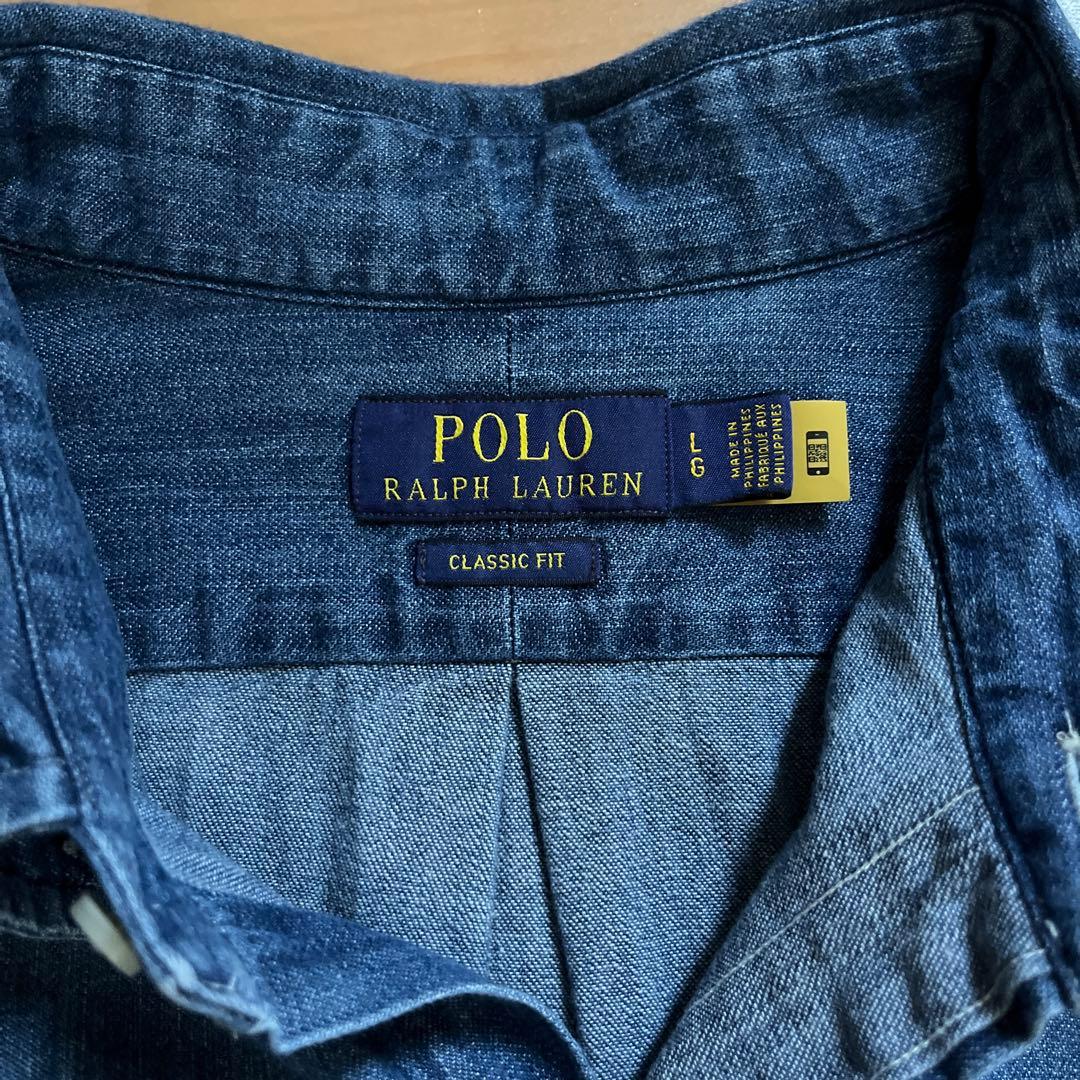 POLO
RALPH LAUREN
L
G
MADE IN
PHILIPPINES
FABRIQUÉ AUX
PHILIPPINES
CLASSIC FIT